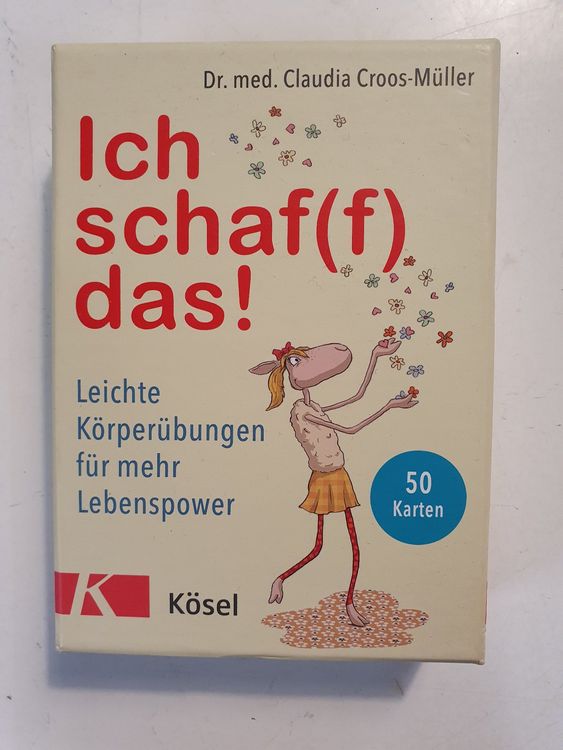 Dr. med. Claudia Croos-Müller
Ich
schaf(f)
das!
Leichte
Körperübungen
für mehr
Lebenspower
50
Karten
K
Kösel